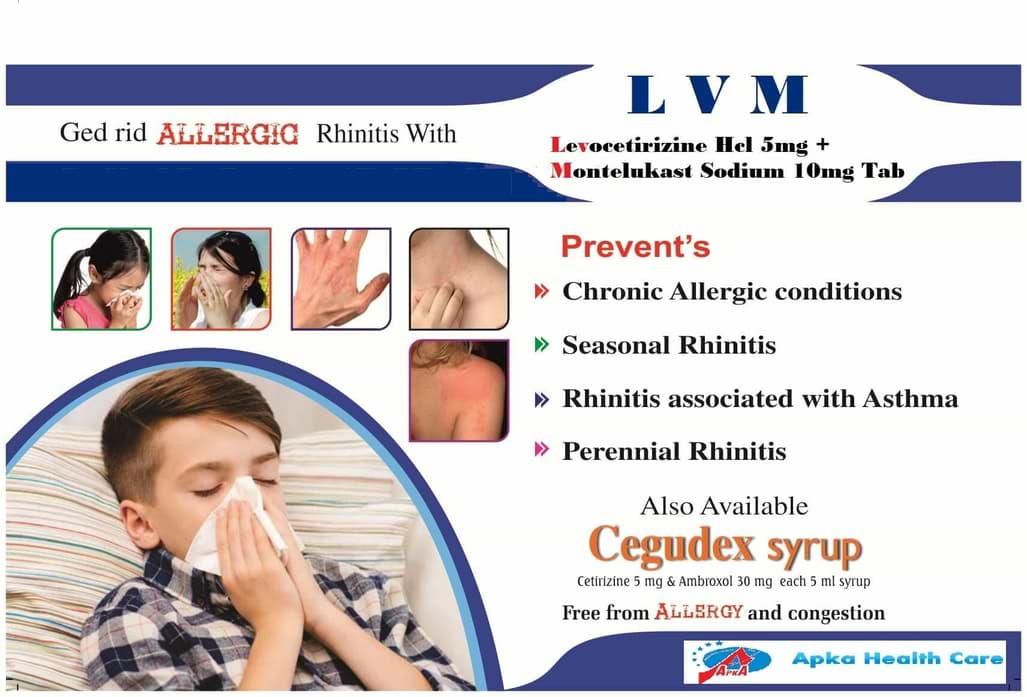 L V M
Ged rid ALLERGIC Rhinitis With
Levocetirizine Hcl 5mg +
Montelukast Sodium 10mg Tab
Prevent's
Chronic Allergic conditions
Seasonal Rhinitis
Rhinitis associated with Asthma
Perennial Rhinitis
Also Available
Cegudex syrup
Cetirizine 5 mg & Ambroxol 30 mg each 5 ml syrup
Free from ALLERGY and congestion
APKA
Apka Health Care